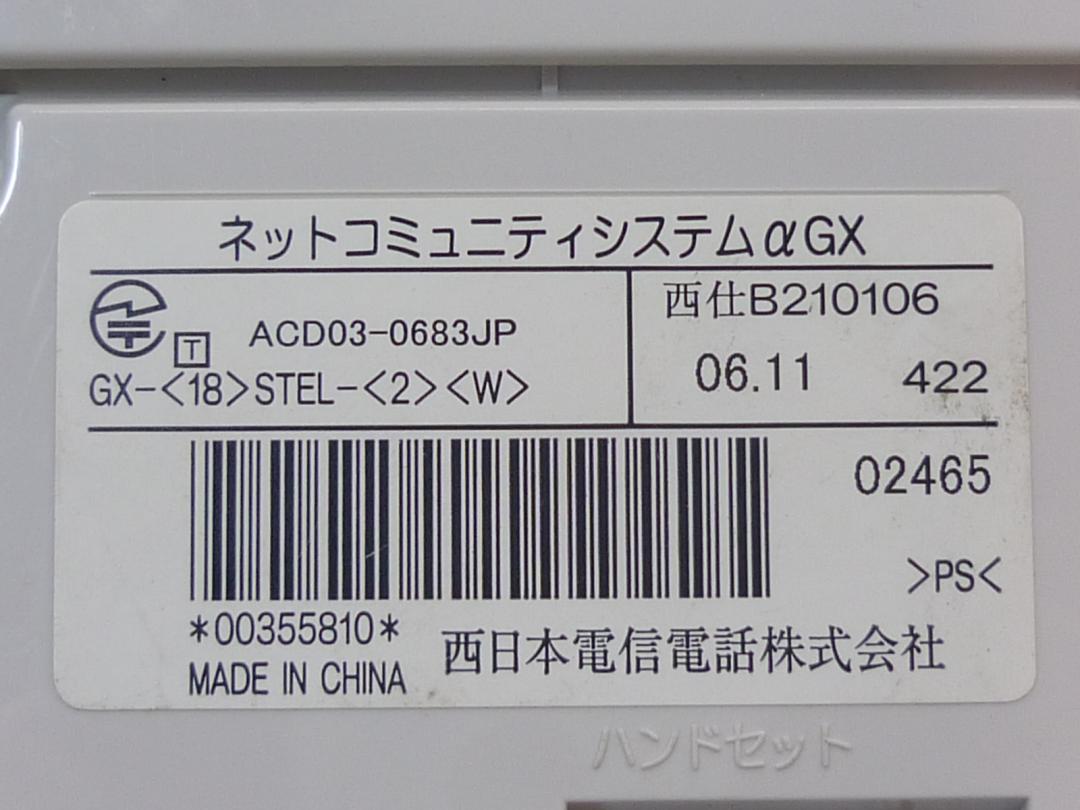 ネットコミュニティシステムαGX
T ACD03-0683JP
GX-<18>STEL-<2><W>
西仕B210106
06.11 422
02465
>PS<
*00355810*
MADE IN CHINA
西日本電信電話株式会社
ハンドセット